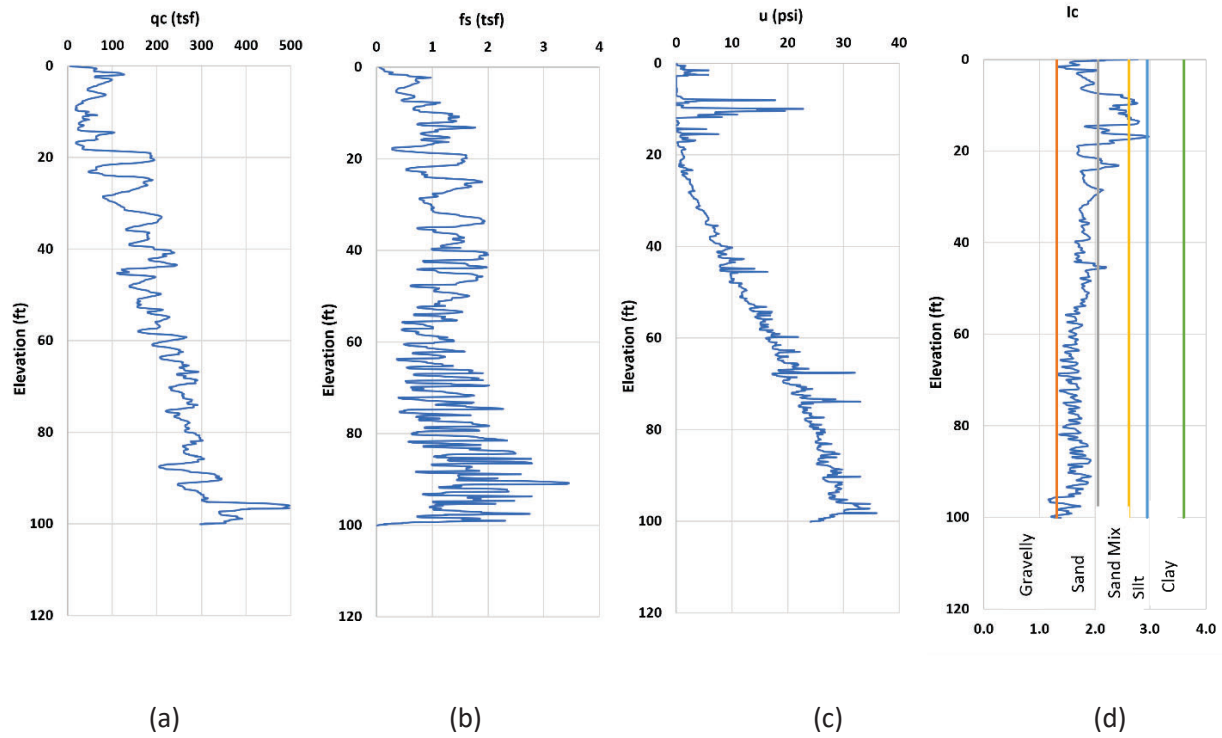 qc (tsf)
0 100 200 300 400 500
0
20
40
60
80
100
120
Elevation (ft)
fs (tsf)
0 1 2 3 4
0
20
40
60
80
100
120
Elevation (ft)
u (psi)
0 10 20 30 40
0
20
40
60
80
100
120
Elevation (ft)
Ic
0
20
40
60
80
100
120
Elevation (ft)
Gravelly
Sand
Sand Mix
SIlt
Clay
0.0 1.0 2.0 3.0 4.0
(a) (b) (c) (d)